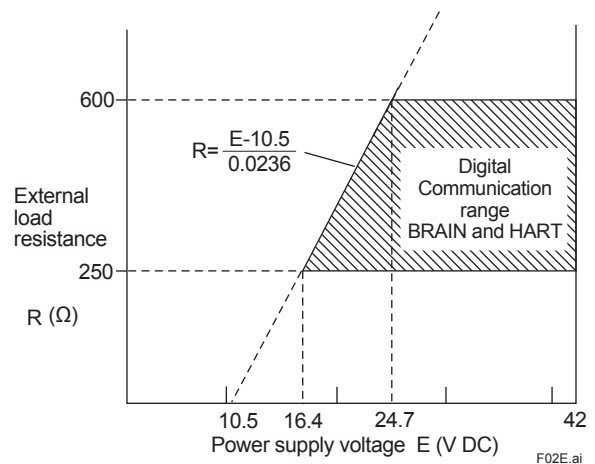 600
R= E-10.5
0.0236
Digital
Communication
range
BRAIN and HART
External
load
resistance
250
R (Ω)
10.5 16.4 24.7 42
Power supply voltage E (V DC)
F02E.ai